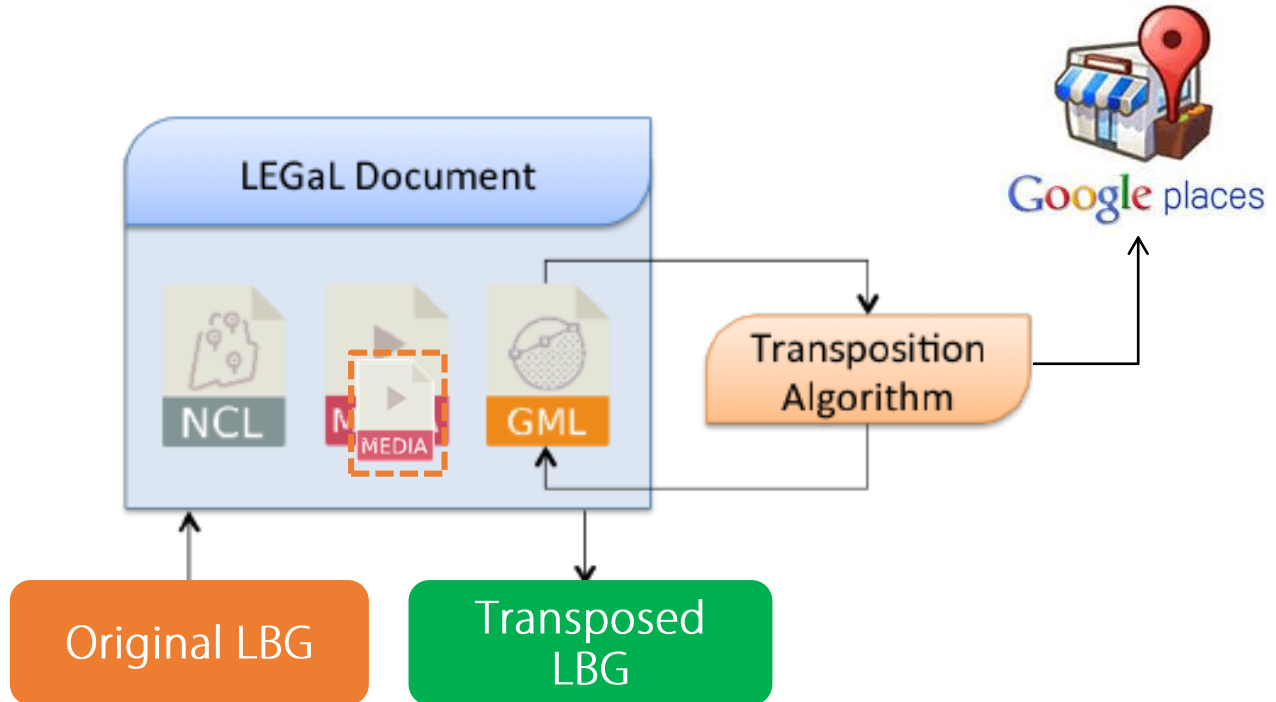 LEGaL Document
Google places
NCL
MEDIA
GML
Transposition
Algorithm
Original LBG
Transposed
LBG